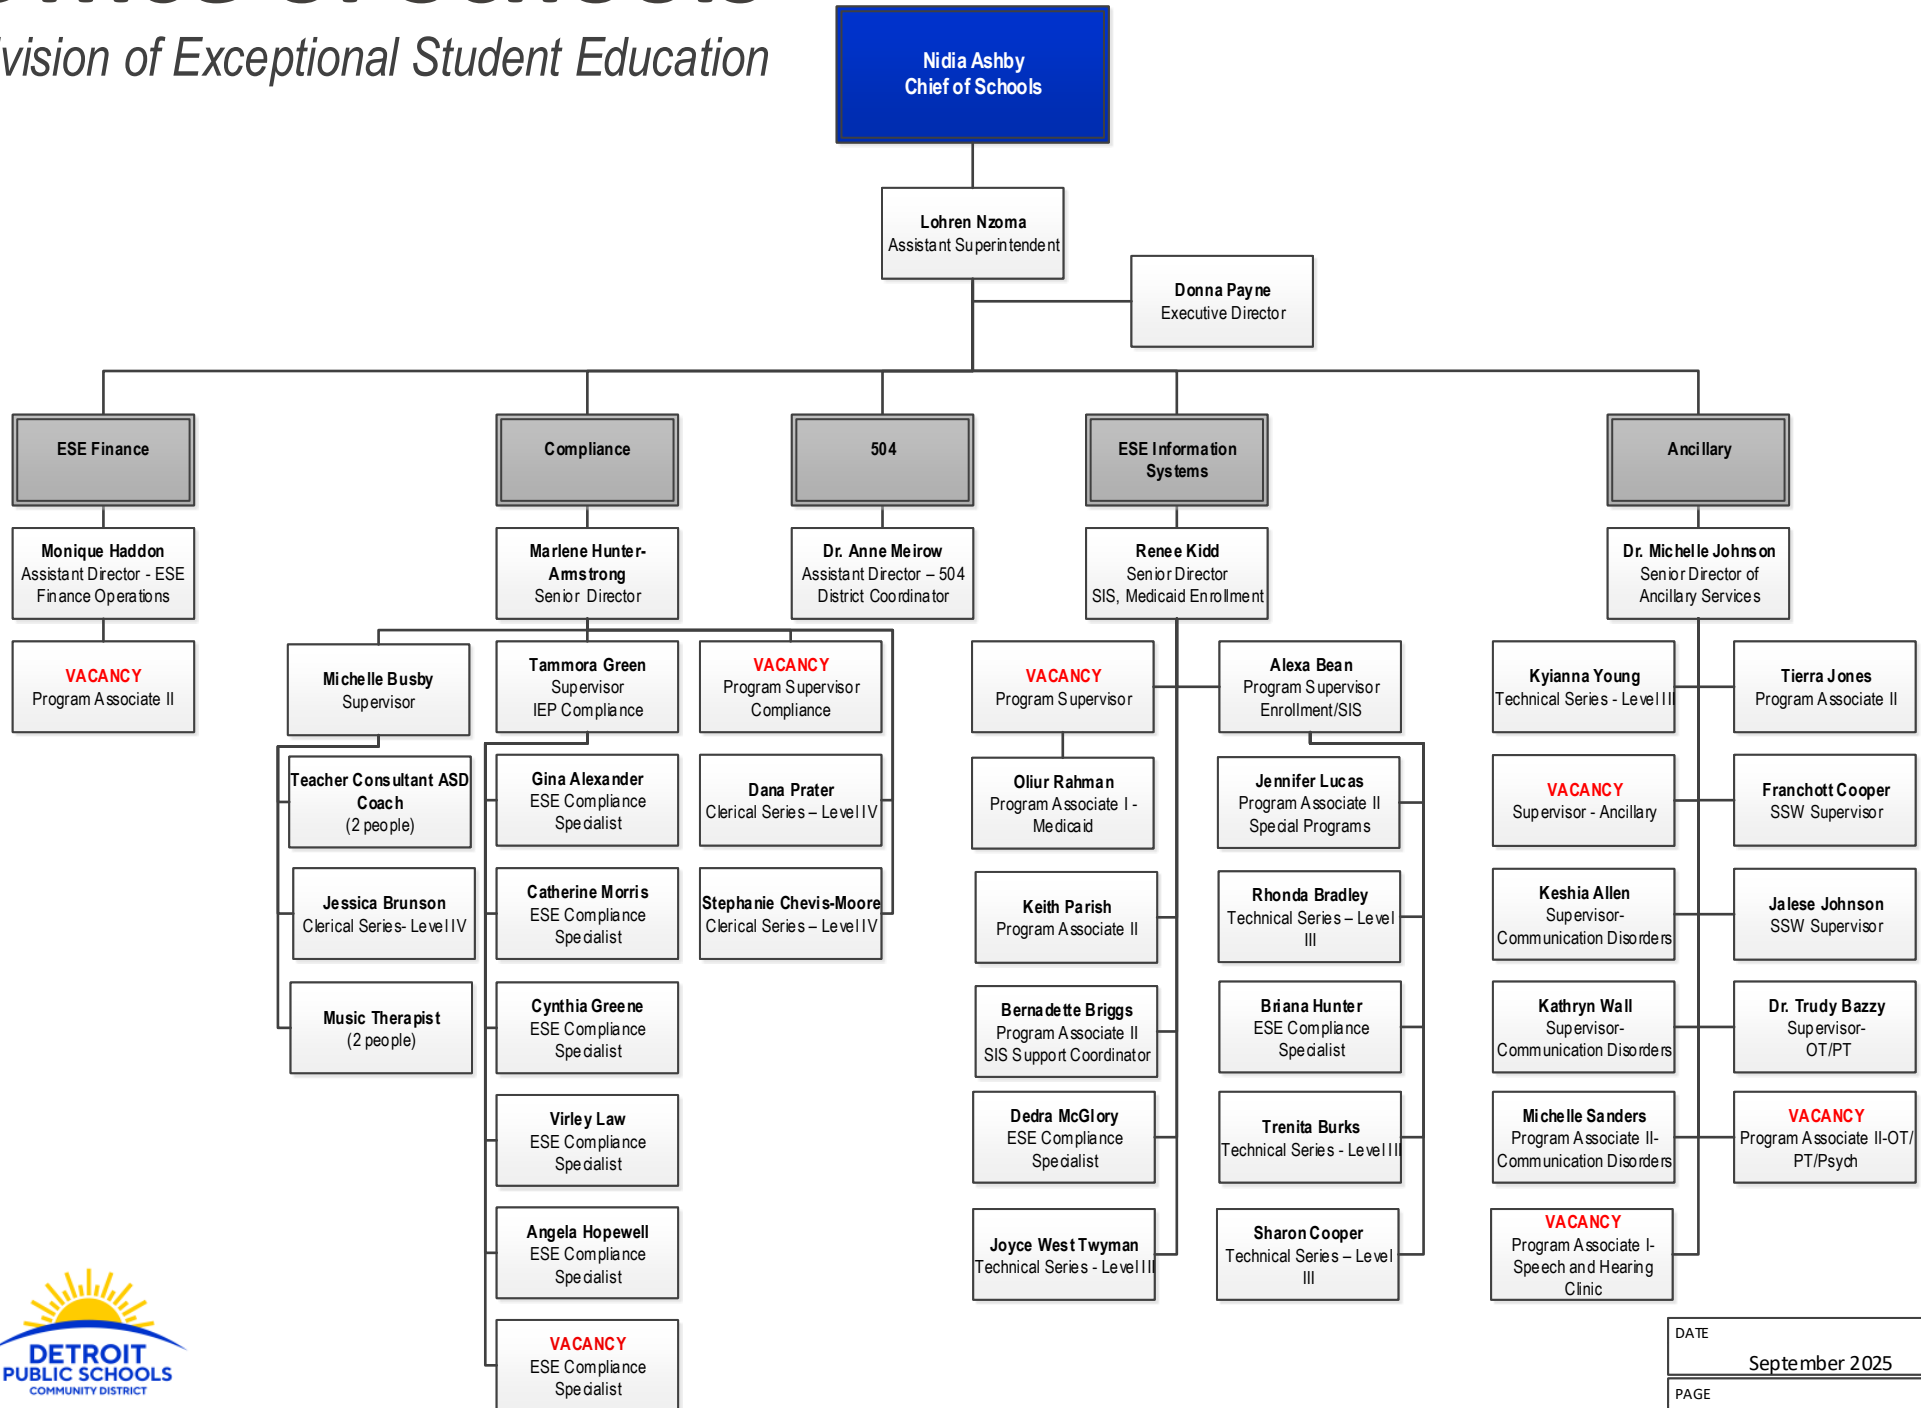 vision of Exceptional Student Education
Nidia Ashby
Chief of Schools
Lohren Nzoma
Assistant Superintendent
Donna Payne
Executive Director
ESE Finance
Compliance
504
ESE Information
Systems
Ancillary
Monique Haddon
Assistant Director - ESE
Finance Operations
Marlene Hunter-
Armstrong
Senior Director
Dr. Anne Meirow
Assistant Director – 504
District Coordinator
Renee Kidd
Senior Director
SIS, Medicaid Enrollment
Dr. Michelle Johnson
Senior Director of
Ancillary Services
VACANCY
Program Associate II
Michelle Busby
Supervisor
Tammora Green
Supervisor
IEP Compliance
VACANCY
Program Supervisor
Compliance
VACANCY
Program Supervisor
Alexa Bean
Program Supervisor
Enrollment/SIS
Kyianna Young
Technical Series - Level III
Tierra Jones
Program Associate II
Teacher Consultant ASD
Coach
(2 people)
Gina Alexander
ESE Compliance
Specialist
Dana Prater
Clerical Series – Level IV
Oliur Rahman
Program Associate I -
Medicaid
Jennifer Lucas
Program Associate II
Special Programs
VACANCY
Supervisor - Ancillary
Franchott Cooper
SSW Supervisor
Jessica Brunson
Clerical Series- Level IV
Catherine Morris
ESE Compliance
Specialist
Stephanie Chevis-Moore
Clerical Series – Level IV
Keith Parish
Program Associate II
Rhonda Bradley
Technical Series – Level
III
Keshia Allen
Supervisor-
Communication Disorders
Jalese Johnson
SSW Supervisor
Music Therapist
(2 people)
Cynthia Greene
ESE Compliance
Specialist
Bernadette Briggs
Program Associate II
SIS Support Coordinator
Briana Hunter
ESE Compliance
Specialist
Kathryn Wall
Supervisor-
Communication Disorders
Dr. Trudy Bazzy
Supervisor-
OT/PT
Virley Law
ESE Compliance
Specialist
Dedra McGlory
ESE Compliance
Specialist
Trenita Burks
Technical Series - Level III
Michelle Sanders
Program Associate II-
Communication Disorders
VACANCY
Program Associate II-OT/
PT/Psych
Angela Hopewell
ESE Compliance
Specialist
Joyce West Twyman
Technical Series - Level III
Sharon Cooper
Technical Series – Level
III
VACANCY
Program Associate I-
Speech and Hearing
Clinic
VACANCY
ESE Compliance
Specialist
DETROIT
PUBLIC SCHOOLS
COMMUNITY DISTRICT
DATE
September 2025
PAGE